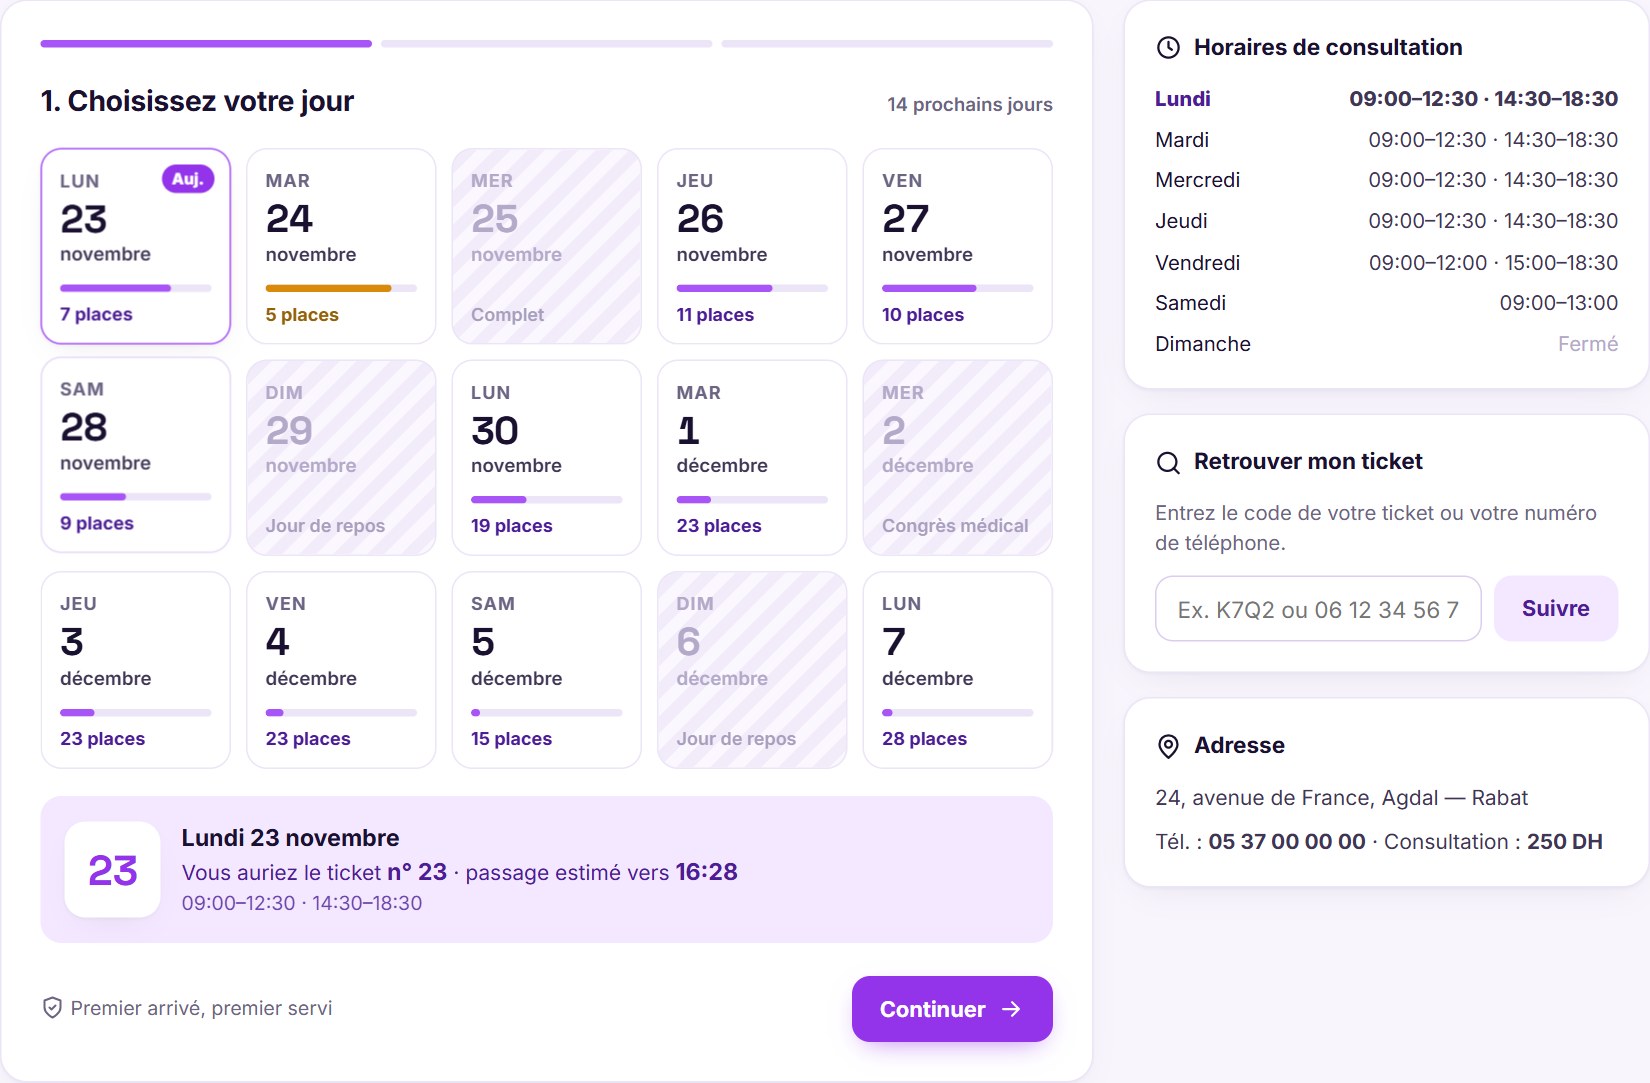 1. Choisissez votre jour
14 prochains jours
LUN
Auj.
23
novembre
7 places
MAR
24
novembre
5 places
MER
25
novembre
Complet
JEU
26
novembre
11 places
VEN
27
novembre
10 places
SAM
28
novembre
9 places
DIM
29
novembre
Jour de repos
LUN
30
novembre
19 places
MAR
1
décembre
23 places
MER
2
décembre
Congrès médical
JEU
3
décembre
23 places
VEN
4
décembre
23 places
SAM
5
décembre
15 places
DIM
6
décembre
Jour de repos
LUN
7
décembre
28 places
23
Lundi 23 novembre
Vous auriez le ticket n° 23 · passage estimé vers 16:28
09:00–12:30 · 14:30–18:30
Premier arrivé, premier servi
Continuer →
Horaires de consultation
Lundi 09:00–12:30 · 14:30–18:30
Mardi 09:00–12:30 · 14:30–18:30
Mercredi 09:00–12:30 · 14:30–18:30
Jeudi 09:00–12:30 · 14:30–18:30
Vendredi 09:00–12:00 · 15:00–18:30
Samedi 09:00–13:00
Dimanche Fermé
Retrouver mon ticket
Entrez le code de votre ticket ou votre numéro
de téléphone.
Ex. K7Q2 ou 06 12 34 56 7
Suivre
Adresse
24, avenue de France, Agdal — Rabat
Tél. : 05 37 00 00 00 · Consultation : 250 DH